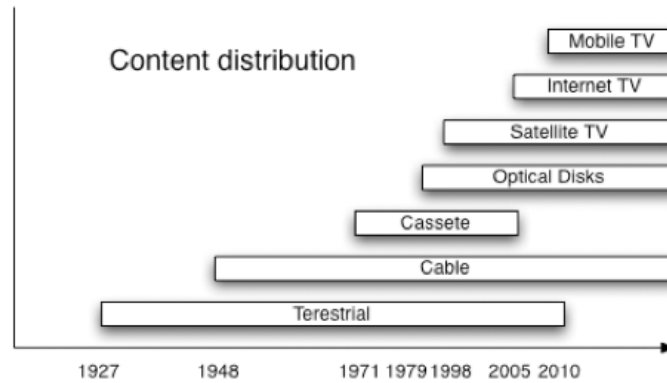 Mobile TV
Content distribution
Internet TV
Satellite TV
Optical Disks
Cassete
Cable
Terestrial
1927 1948 1971 1979 1998 2005 2010